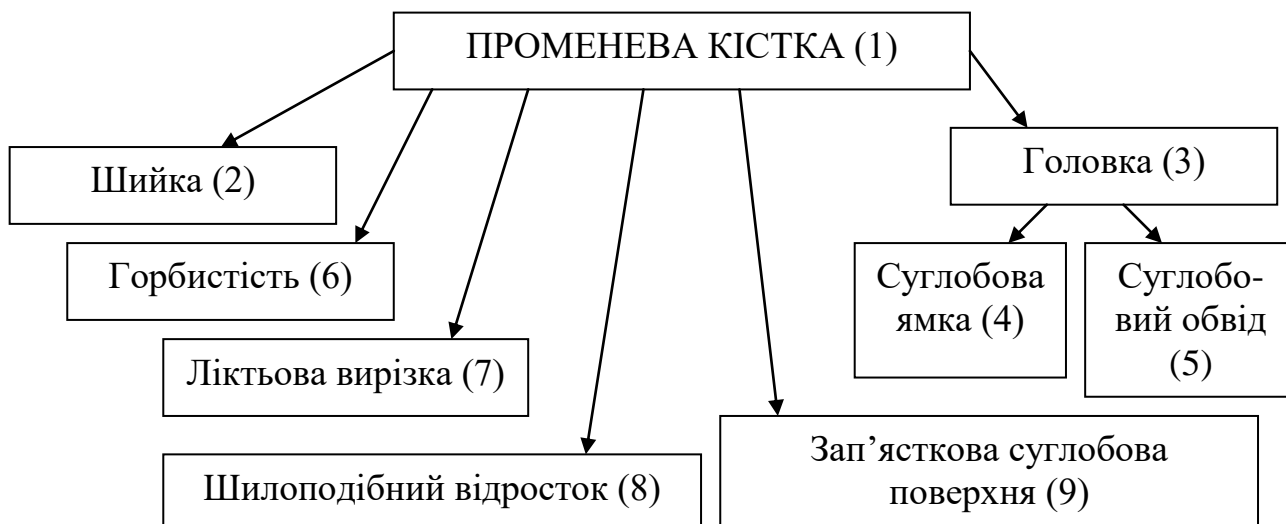 ПРОМЕНЕВА КІСТКА (1)
Шийка (2)
Головка (3)
Горбистість (6)
Суглобова
ямка (4)
Суглобо-
вий обвід
(5)
Ліктьова вирізка (7)
Шилоподібний відросток (8)
Зап’ясткова суглобова
поверхня (9)